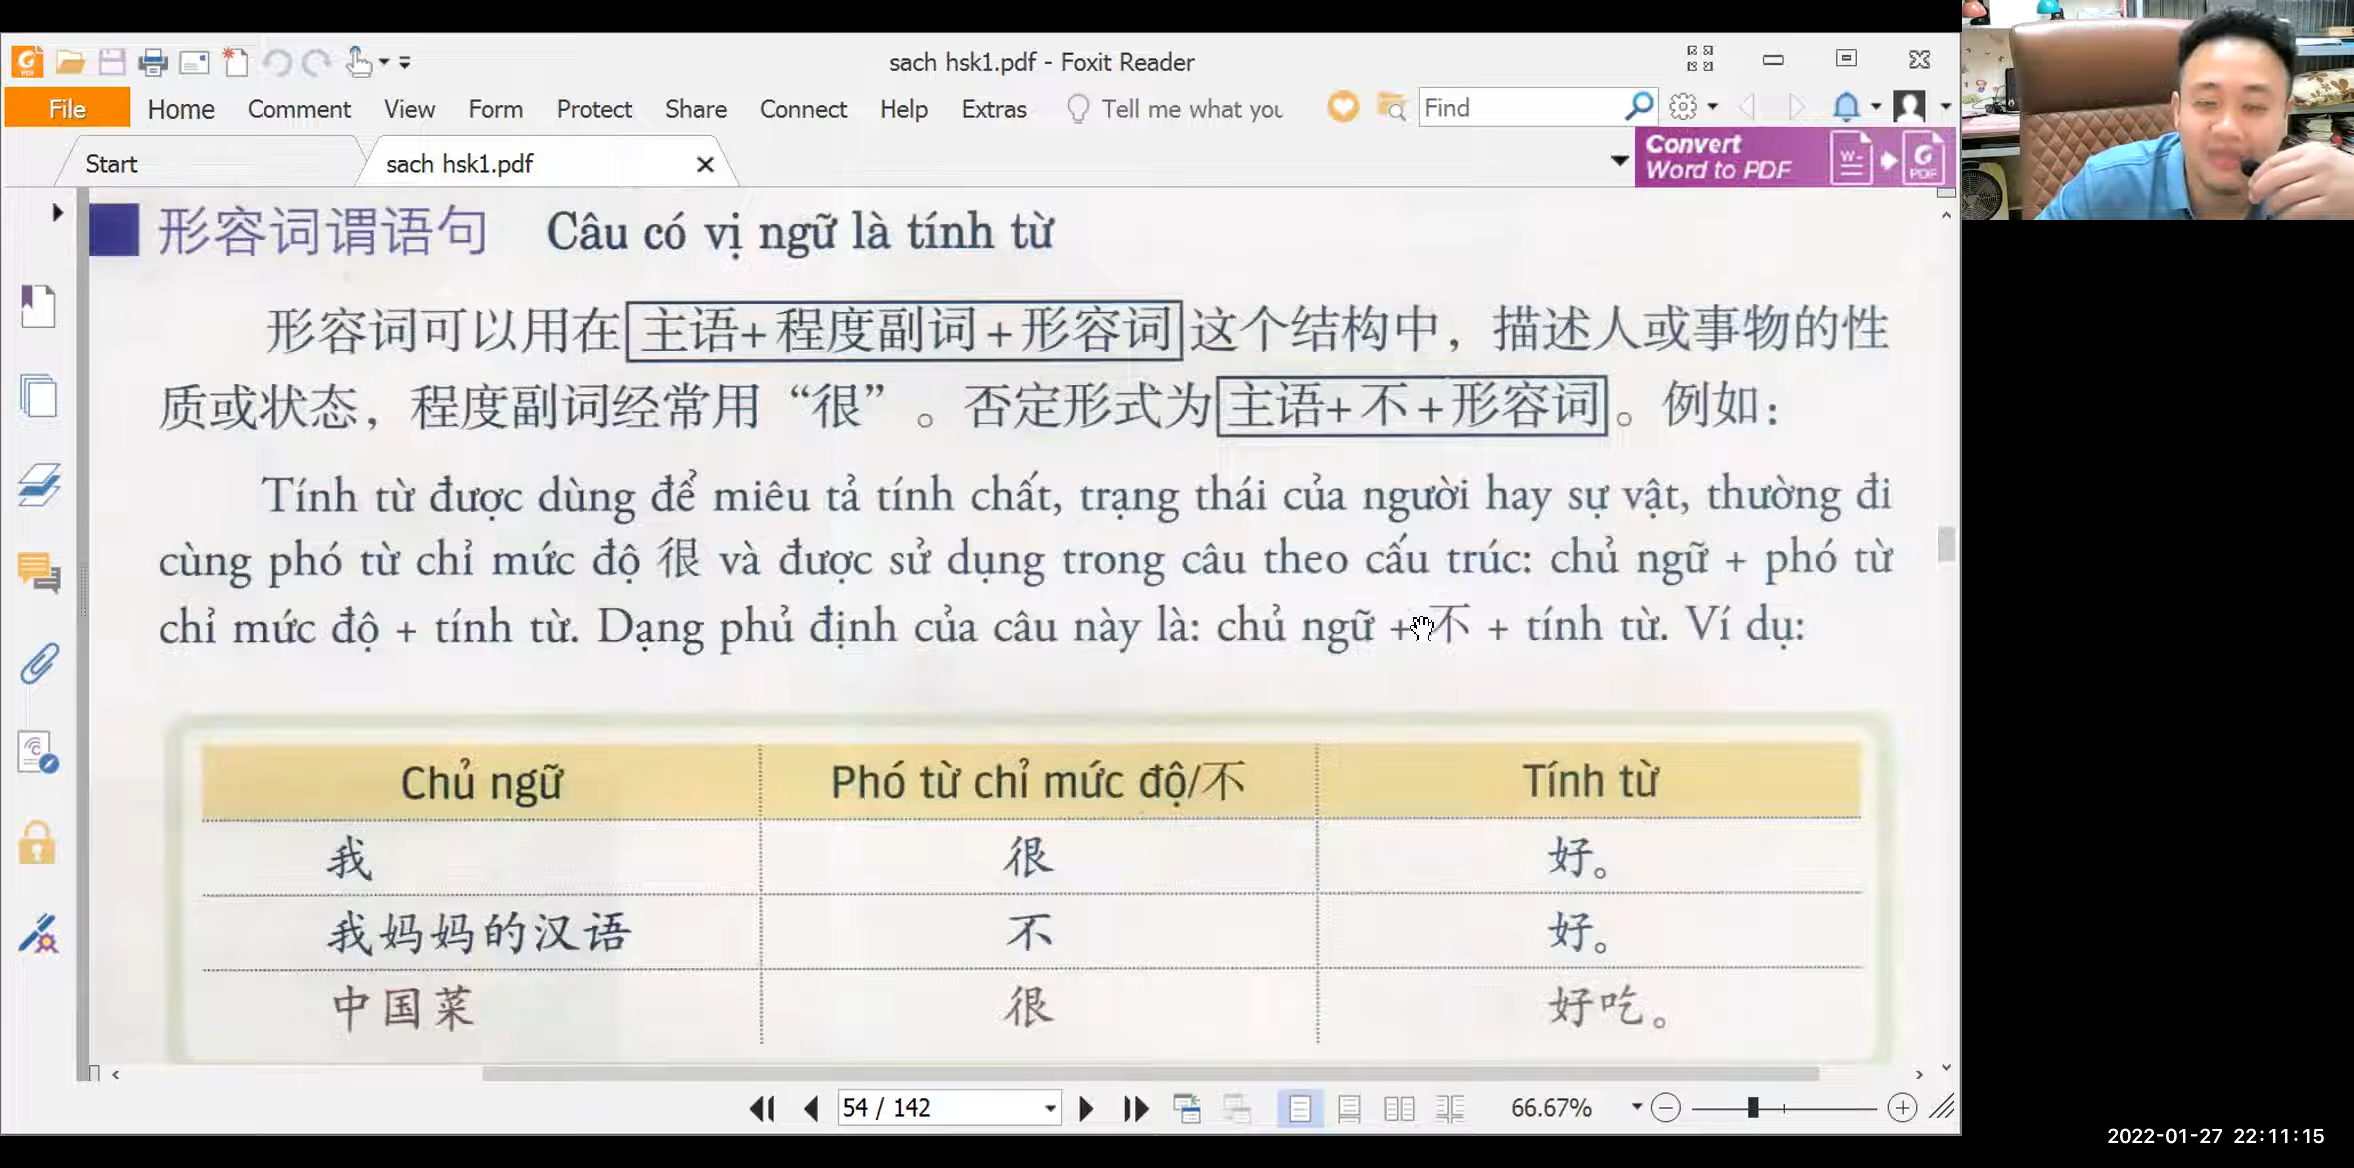 sach hsk1.pdf - Foxit Reader
File Home Comment View Form Protect Share Connect Help Extras Tell me what you Find
Start sach hsk1.pdf
Convert
Word to PDF
形容词谓语句 Câu có vị ngữ là tính từ
形容词可以用在 主语+程度副词+形容词 这个结构中，描述人或事物的性
质或状态，程度副词经常用“很”。否定形式为 主语+不+形容词 。例如：
Tính từ được dùng để miêu tả tính chất, trạng thái của người hay sự vật, thường đi
cùng phó từ chỉ mức độ 很 và được sử dụng trong câu theo cấu trúc: chủ ngữ + phó từ
chỉ mức độ + tính từ. Dạng phủ định của câu này là: chủ ngữ + 不 + tính từ. Ví dụ:
Chủ ngữ Phó từ chỉ mức độ/不 Tính từ
我 很 好。
我妈妈的汉语 不 好。
中国菜 很 好吃。
54 / 142 66.67%
2022-01-27 22:11:15